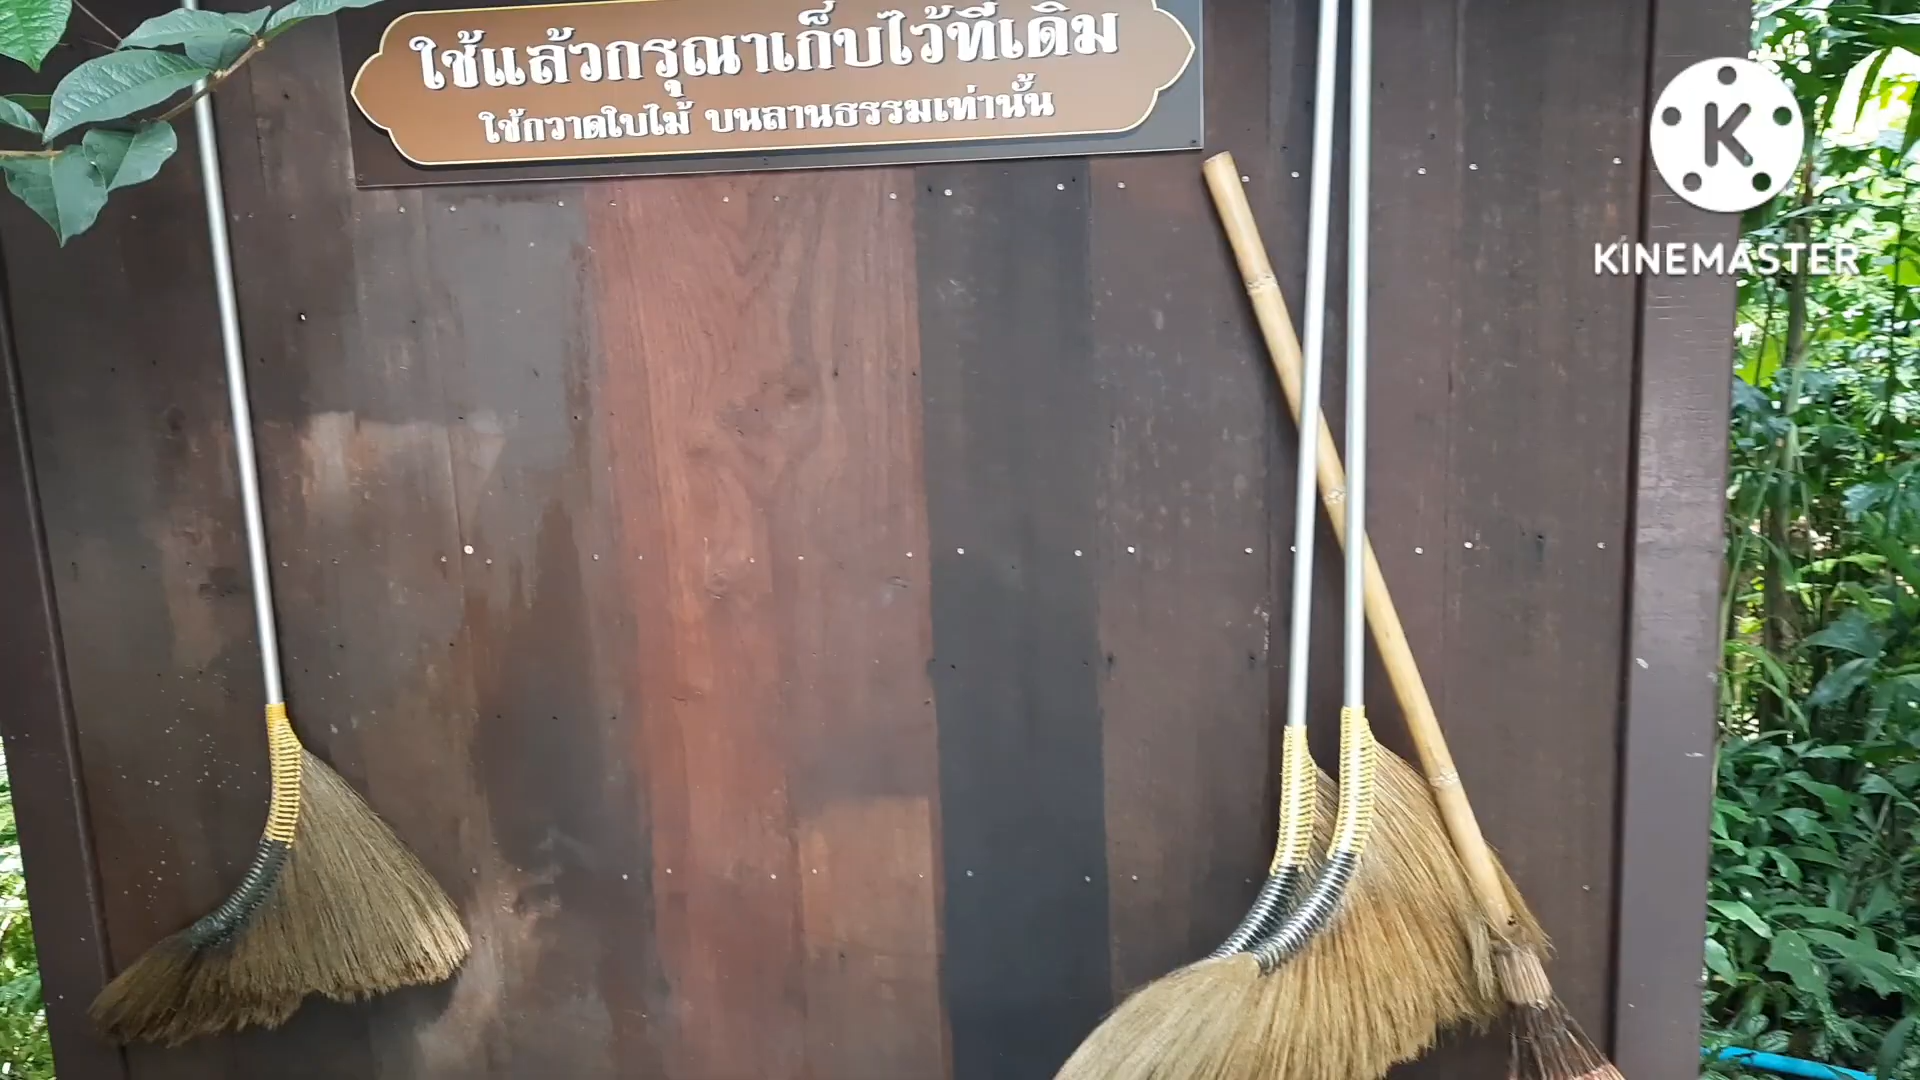 ใช้แล้วกรุณาเก็บไว้ที่เดิม
ใช้กวาดใบไม้ บนลานธรรมเท่านั้น
K
KINEMASTER